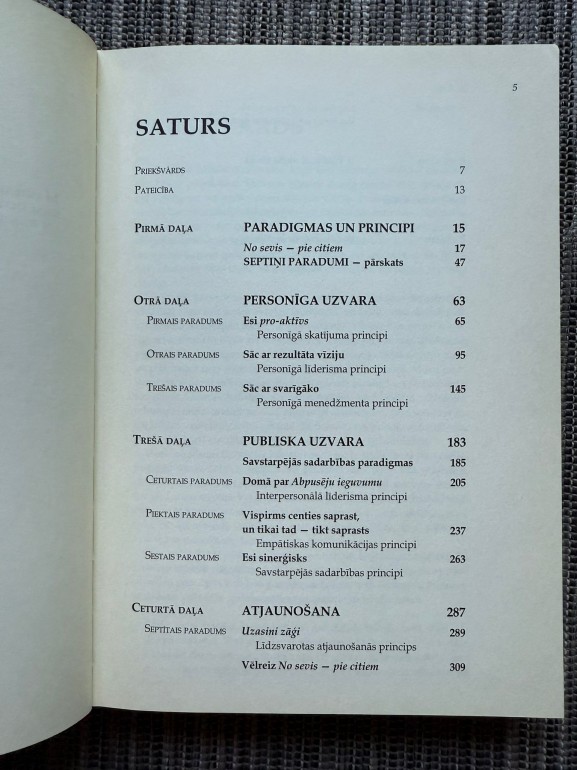 5
SATURS
Priekšvārds 7
Pateicība 13
Pirmā daļa PARADIGMAS UN PRINCIPI 15
No sevis — pie citiem 17
SEPTIŅI PARADUMI — pārskats 47
Otrā daļa PERSONĪGA UZVARA 63
Pirmais paradums Esi pro-aktīvs 65
Personīgā skatījuma principi
Otrais paradums Sāc ar rezultāta vīziju 95
Personīgā līderisma principi
Trešais paradums Sāc ar svarīgāko 145
Personīgā menedžmenta principi
Trešā daļa PUBLISKA UZVARA 183
Savstarpējās sadarbības paradigmas 185
Ceturtais paradums Domā par Abpusēju ieguvumu 205
Interpersonālā līderisma principi
Piektais paradums Vispirms centies saprast,
un tikai tad — tikt saprasts 237
Empātiskas komunikācijas principi
Sestais paradums Esi sinerģisks 263
Savstarpējās sadarbības principi
Ceturtā daļa ATJAUNOŠANA 287
Septītais paradums Uzasini zāģi 289
Līdzsvarotas atjaunošanās princips
Vēlreiz No sevis — pie citiem 309